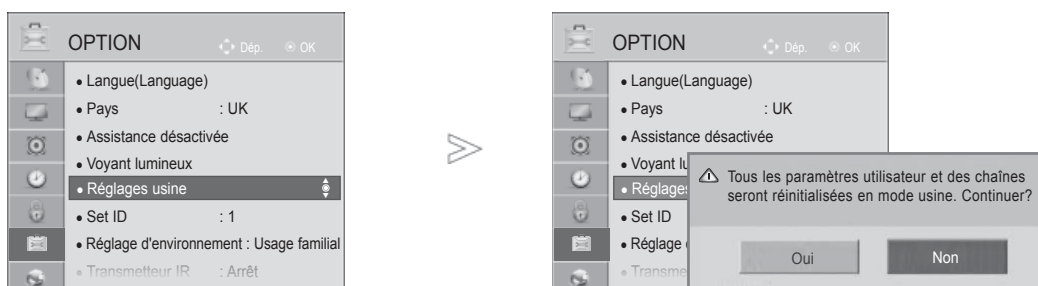 OPTION Dép. OK
• Langue(Language)
• Pays : UK
• Assistance désactivée
• Voyant lumineux
• Réglages usine
• Set ID : 1
• Réglage d'environnement : Usage familial
• Transmetteur IR : Arrêt
OPTION Dép. OK
• Langue(Language)
• Pays : UK
• Assistance désactivée
• Voyant lu
• Réglages
• Set ID
• Réglage
• Transme
Tous les paramètres utilisateur et des chaînes
seront réinitialisées en mode usine. Continuer?
Oui Non